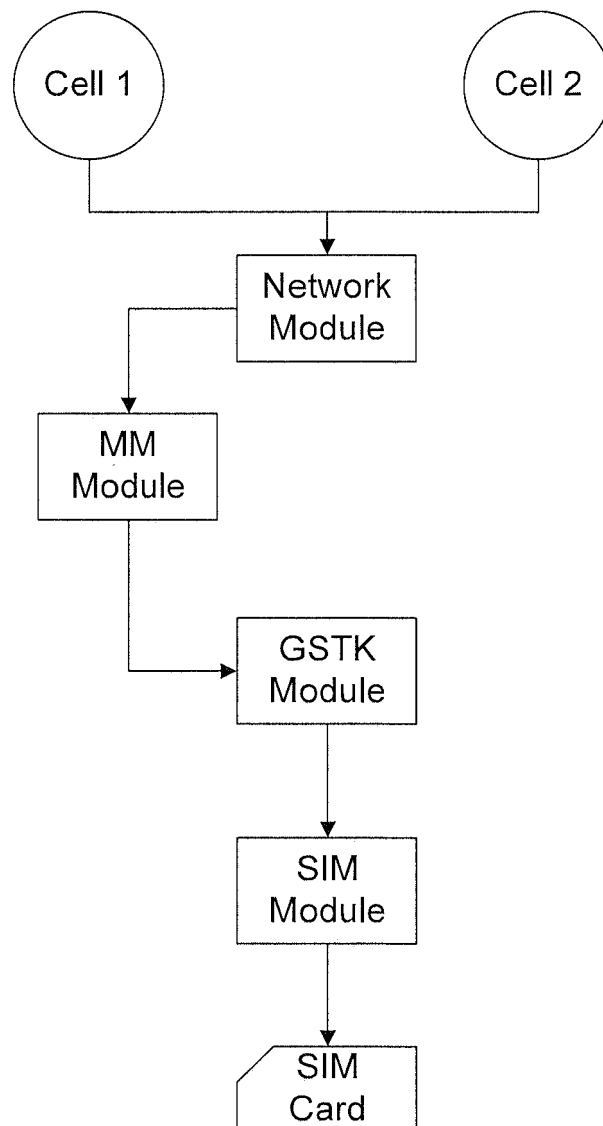 Cell 1
Cell 2
Network
Module
MM
Module
GSTK
Module
SIM
Module
SIM
Card